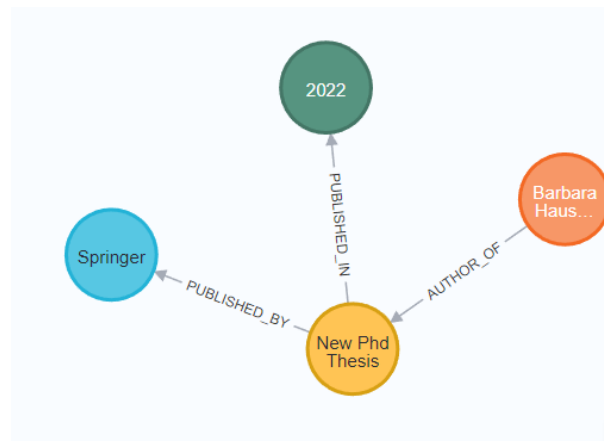 2022
PUBLISHED_IN
Barbara
Haus...
AUTHOR_OF
Springer
PUBLISHED_BY
New Phd
Thesis